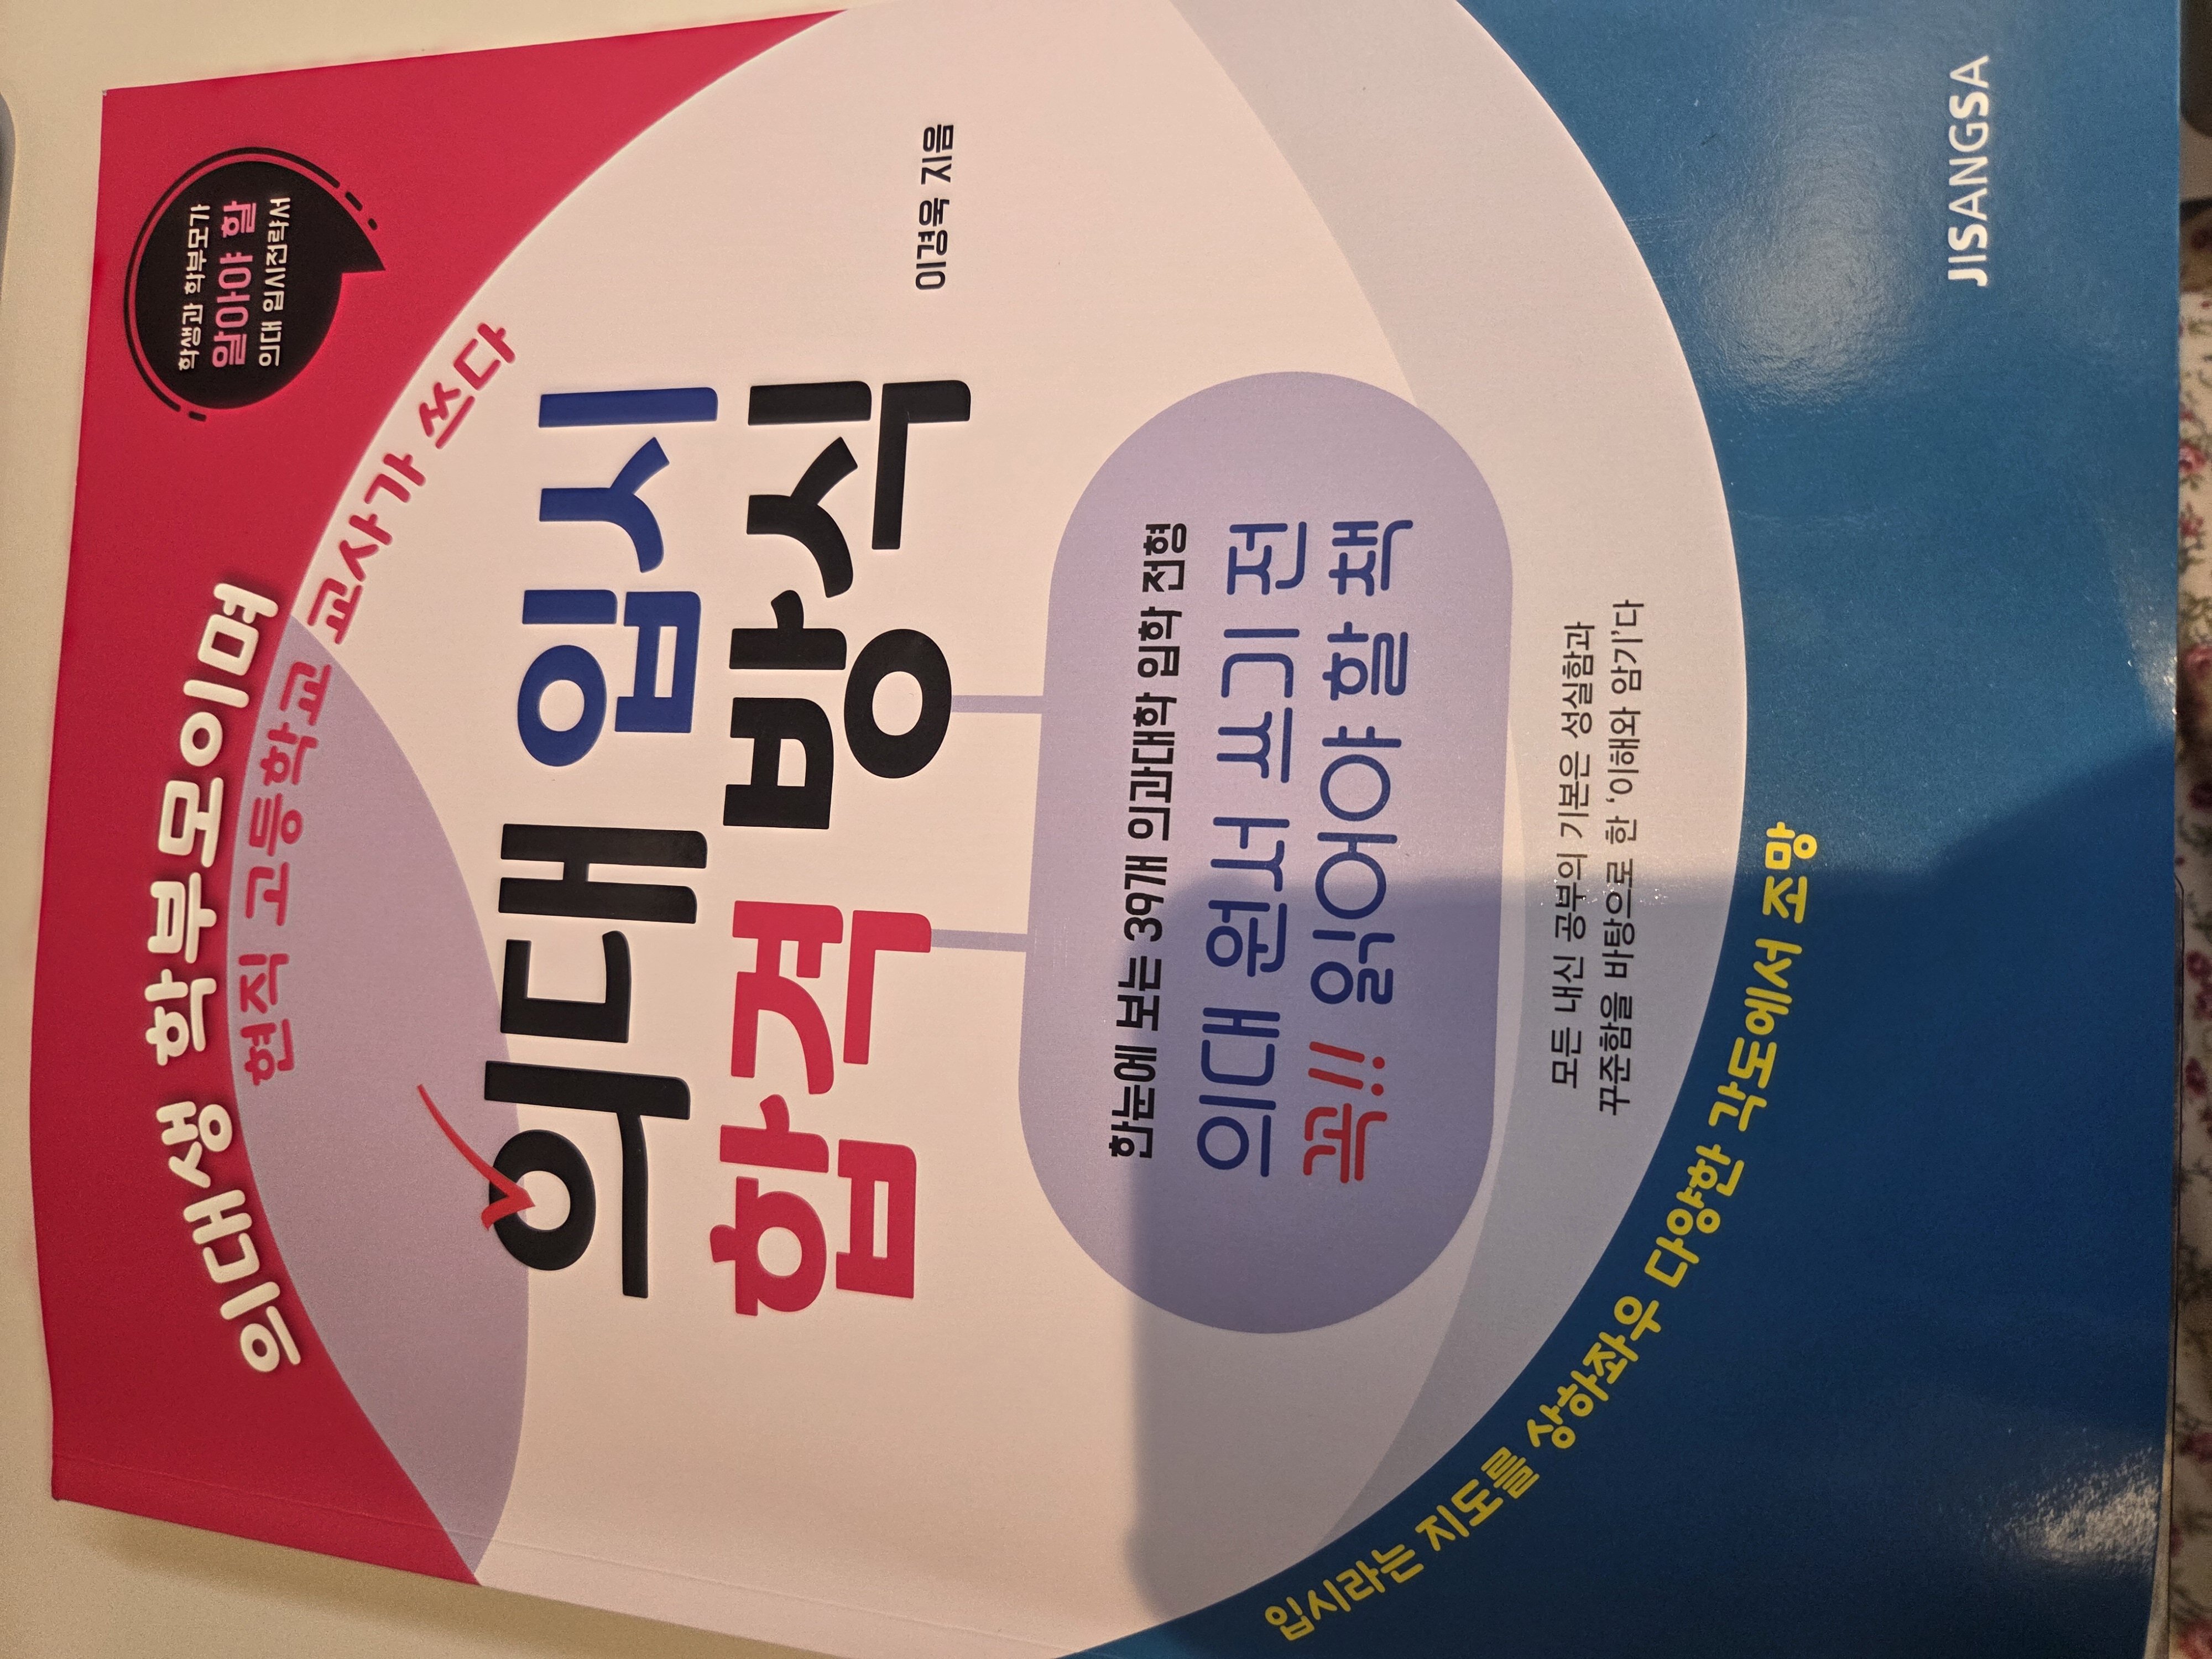 학생과 학부모가
알아야 할
의대 입시전략서
의대생 학부모이며
현직 고등학교 교사가 쓰다
의대 입시
합격 방식
이경욱 지음
한눈에 보는 39개 의과대학 입학 전형
의대 원서 쓰기 전
꼭!! 읽어야 할 책
모든 내신 공부의 기본은 성실함과
꾸준함을 바탕으로 한 '이해와 암기'다
입시라는 지도를 상하좌우 다양한 각도에서 조망
JISANGSA